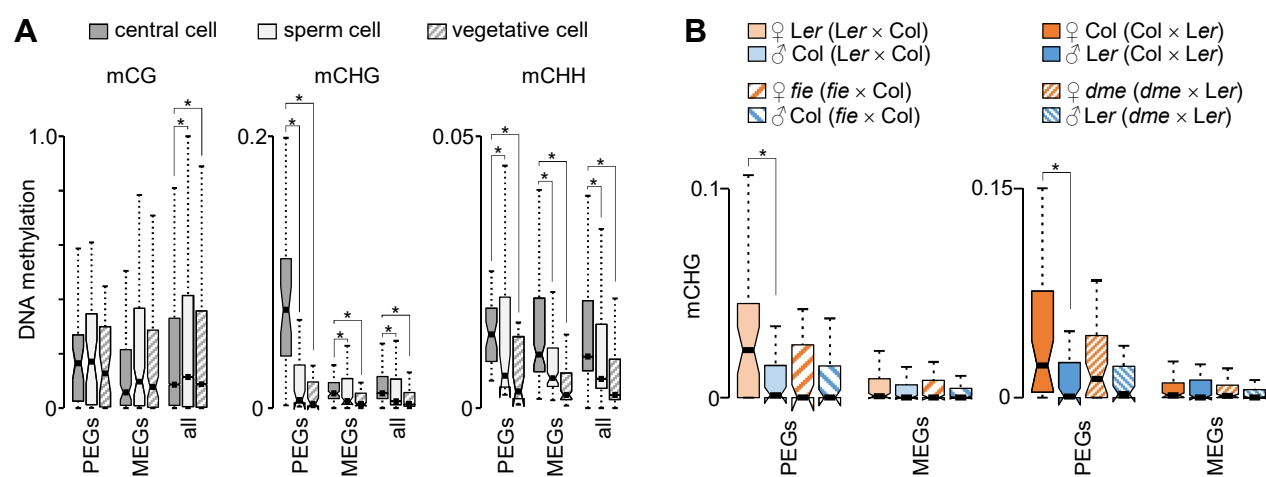 A
central cell
sperm cell
vegetative cell
mCG
mCHG
mCHH
DNA methylation
1.0
0
0.2
0
0.05
0
* *
* *
* *
* *
* *
* *
* *
PEGs
MEGs
all
PEGs
MEGs
all
PEGs
MEGs
all
B
♀ Ler (Ler × Col)
♂ Col (Ler × Col)
♀ fie (fie × Col)
♂ Col (fie × Col)
♀ Col (Col × Ler)
♂ Ler (Col × Ler)
♀ dme (dme × Ler)
♂ Ler (dme × Ler)
mCHG
0.1
0
*
PEGs
MEGs
0.15
0
*
PEGs
MEGs